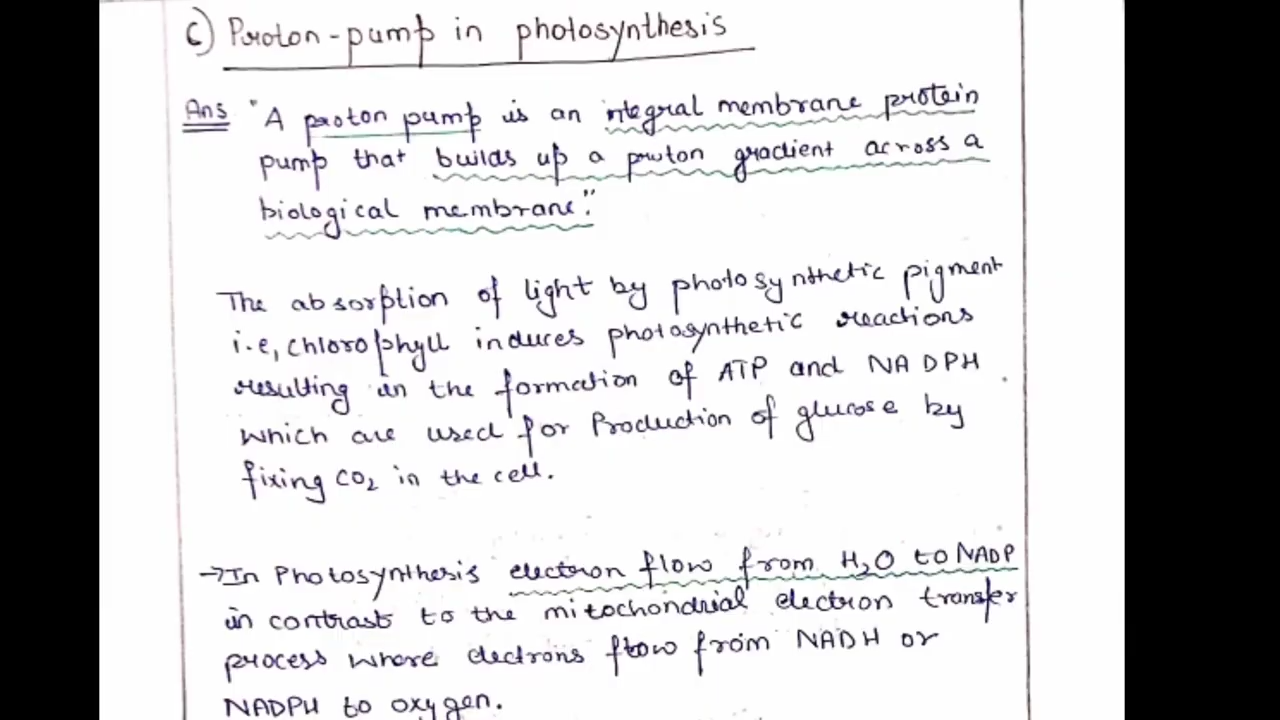 c) Proton-pump in photosynthesis
Ans "A proton pump is an integral membrane protein
pump that builds up a proton gradient across a
biological membrane."
The absorption of light by photosynthetic pigment
i.e, chlorophyll induces photosynthetic reactions
resulting in the formation of ATP and NADPH
which are used for Production of glucose by
fixing CO₂ in the cell.
→In Photosynthesis electron flow from H₂O to NADP
in contrast to the mitochondrial electron transfer
process where electrons flow from NADH or
NADPH to oxygen.